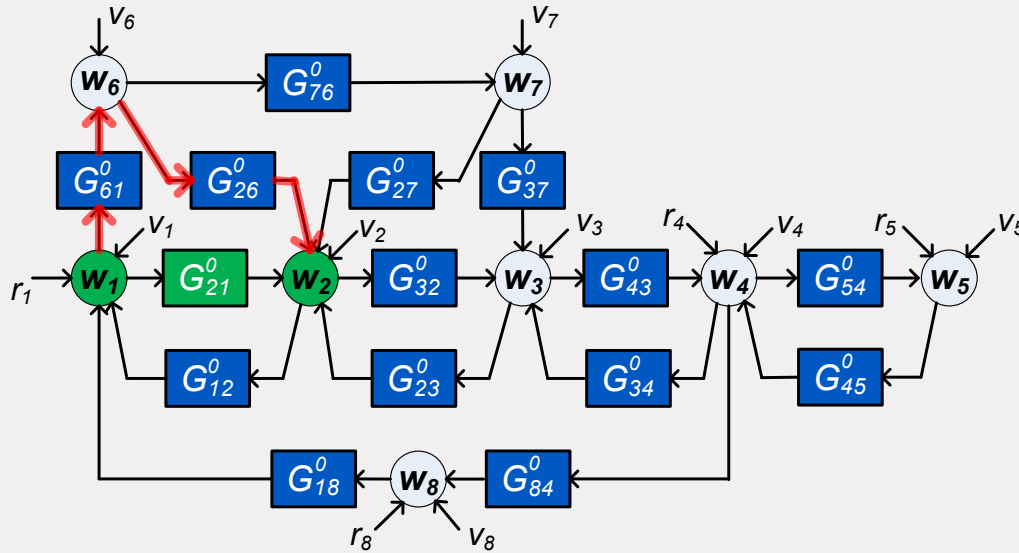 v₆ v₇
w₆ G⁰₇₆ w₇
G⁰₆₁ G⁰₂₆ G⁰₂₇ G⁰₃₇
v₁ v₂ v₃ r₄ v₄ r₅ v₅
r₁ w₁ G⁰₂₁ w₂ G⁰₃₂ w₃ G⁰₄₃ w₄ G⁰₅₄ w₅
G⁰₁₂ G⁰₂₃ G⁰₃₄ G⁰₄₅
G⁰₁₈ w₈ G⁰₈₄
r₈ v₈